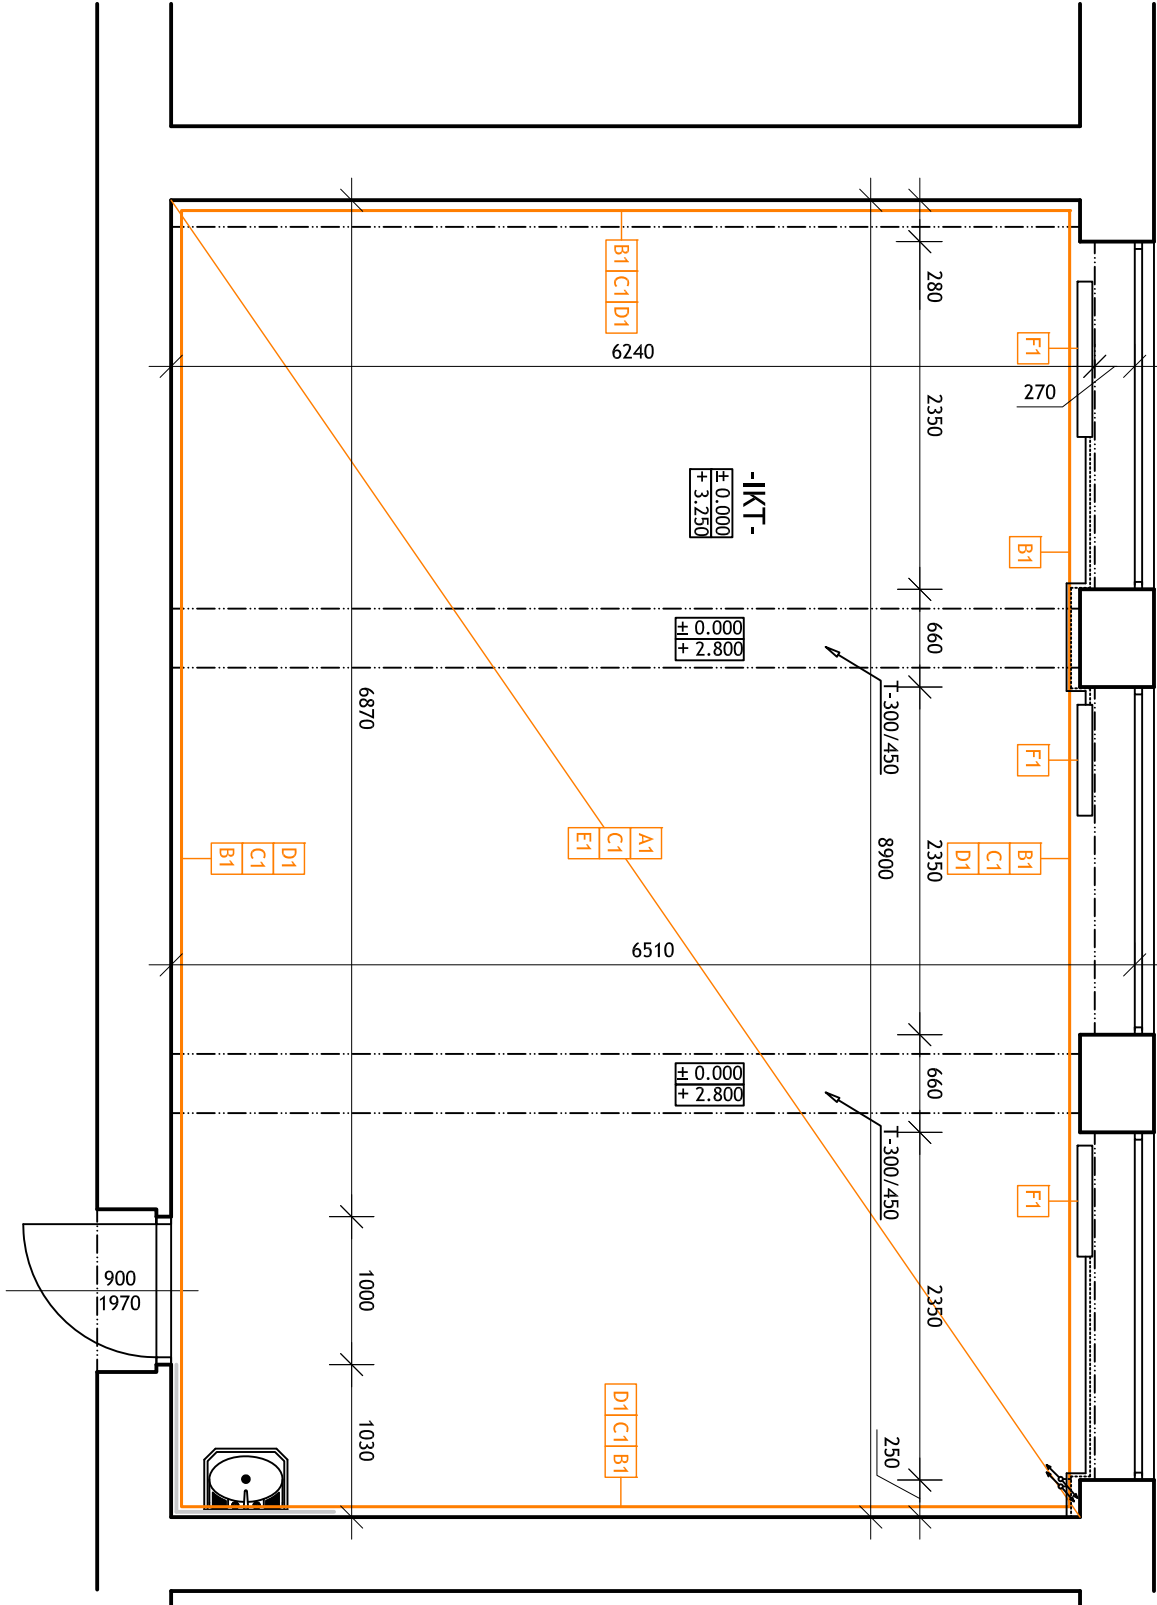 B1 C1 D1
280
F1
6240
270
2350
-IKT-
± 0.000
+ 3.250
B1
± 0.000
+ 2.800
660
T-300/450
6870
F1
A1
C1
E1
8900
2350
B1
C1
D1
D1
C1
B1
6510
± 0.000
+ 2.800
660
T-300/450
F1
900
1970
1000
2350
D1 C1 B1
1030
250